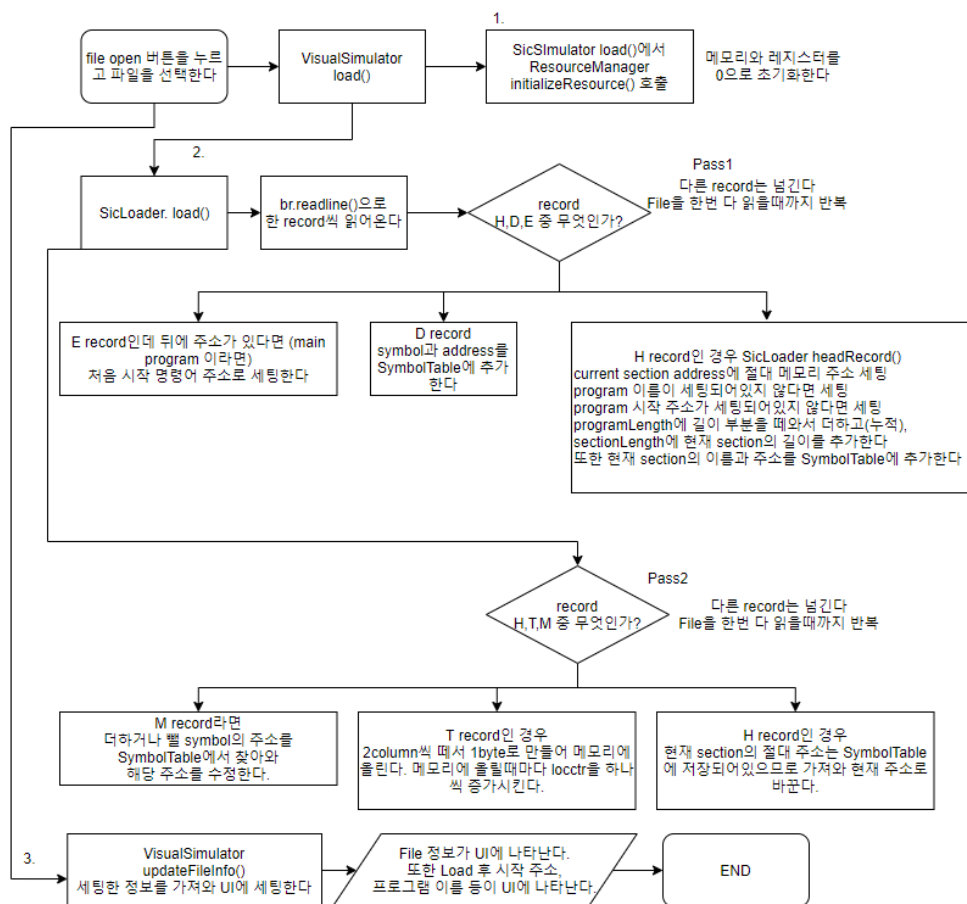 1.
file open 버튼을 누르
고 파일을 선택한다
VisualSimulator
load()
SicSImulator load()에서
ResourceManager
initializeResource() 호출
메모리와 레지스터를
0으로 초기화한다
2.
SicLoader. load()
br.readline()으로
한 record씩 읽어온다
record
H,D,E 중 무엇인가?
Pass1
다른 record는 넘긴다
File을 한번 다 읽을때까지 반복
E record인데 뒤에 주소가 있다면 (main
program 이라면)
처음 시작 명령어 주소로 세팅한다
D record
symbol과 address를
SymbolTable에 추가
한다
H record인 경우 SicLoader headRecord()
current section address에 절대 메모리 주소 세팅
program 이름이 세팅되어있지 않다면 세팅
program 시작 주소가 세팅되어있지 않다면 세팅
programLength에 길이 부분을 떼와서 더하고(누적),
sectionLength에 현재 section의 길이를 추가한다
또한 현재 section의 이름과 주소를 SymbolTable에 추가한다
record
H,T,M 중 무엇인가?
Pass2
다른 record는 넘긴다
File을 한번 다 읽을때까지 반복
M record라면
더하거나 뺄 symbol의 주소를
SymbolTable에서 찾아와
해당 주소를 수정한다.
T record인 경우
2column씩 떼서 1byte로 만들어 메모리에
올린다. 메모리에 올릴때마다 locctr을 하나
씩 증가시킨다.
H record인 경우
현재 section의 절대 주소는 SymbolTable
에 저장되어있으므로 가져와 현재 주소로
바꾼다.
3.
VisualSimulator
updateFileInfo()
세팅한 정보를 가져와 UI에 세팅한다
File 정보가 UI에 나타난다.
또한 Load 후 시작 주소,
프로그램 이름 등이 UI에 나타난다.
END